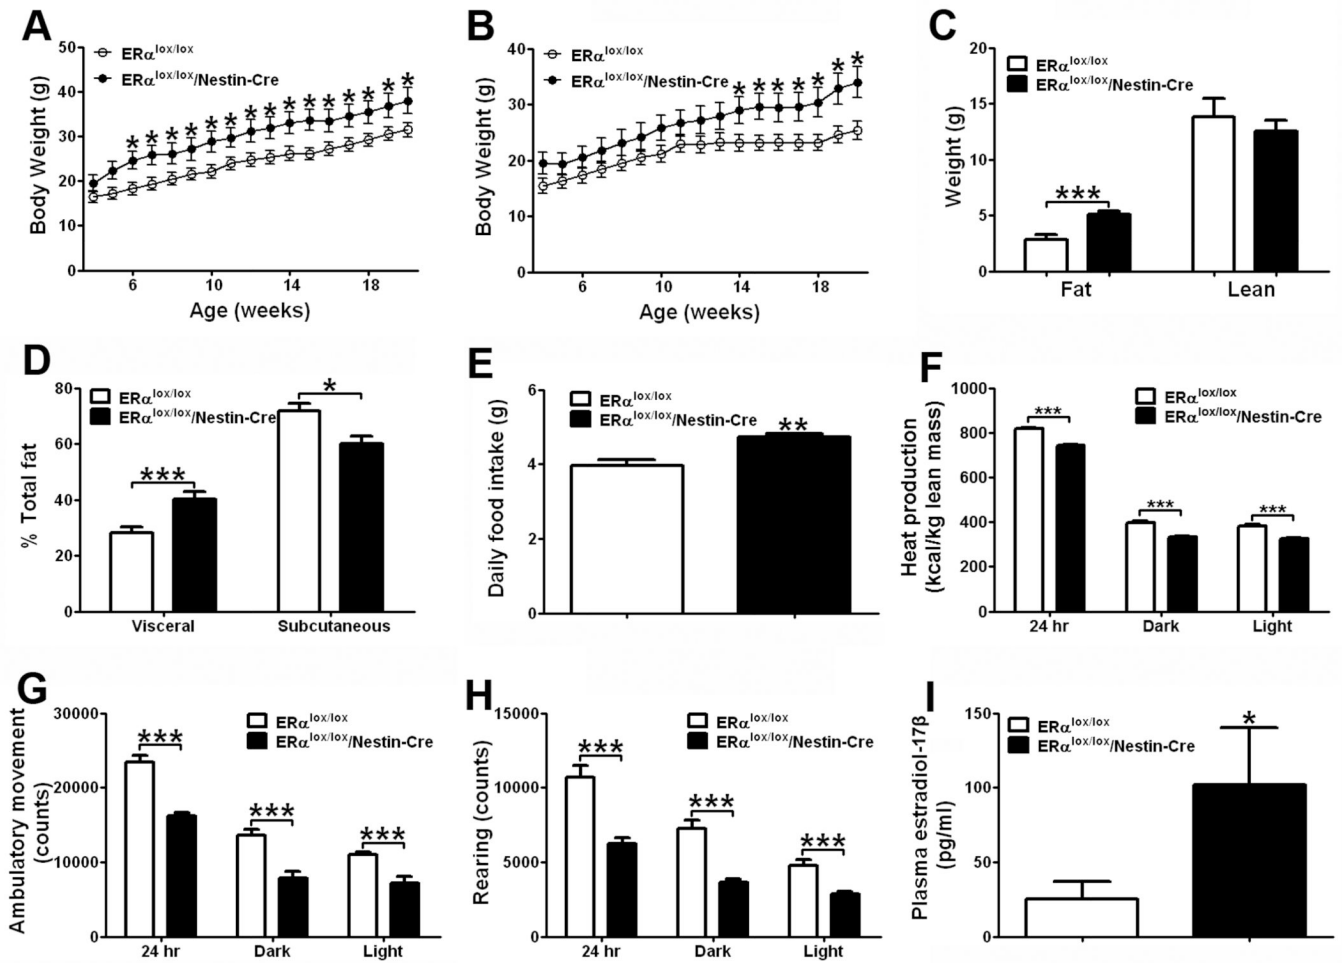 A
ERα^lox/lox
ERα^lox/lox/Nestin-Cre
Body Weight (g)
50
40
30
20
10
0
* * * * * * * * * * * * * * *
6 10 14 18
Age (weeks)
B
ERα^lox/lox
ERα^lox/lox/Nestin-Cre
Body Weight (g)
40
30
20
10
0
* * * * * * *
6 10 14 18
Age (weeks)
C
ERα^lox/lox
ERα^lox/lox/Nestin-Cre
Weight (g)
20
15
10
5
0
***
Fat Lean
D
ERα^lox/lox
ERα^lox/lox/Nestin-Cre
% Total fat
80
60
40
20
0
***
*
Visceral Subcutaneous
E
ERα^lox/lox
ERα^lox/lox/Nestin-Cre
Daily food intake (g)
6
4
2
0
**
F
ERα^lox/lox
ERα^lox/lox/Nestin-Cre
Heat production
(kcal/kg lean mass)
1000
800
600
400
200
0
***
***
***
24 hr Dark Light
G
ERα^lox/lox
ERα^lox/lox/Nestin-Cre
Ambulatory movement
(counts)
30000
20000
10000
0
***
***
***
24 hr Dark Light
H
ERα^lox/lox
ERα^lox/lox/Nestin-Cre
Rearing (counts)
15000
10000
5000
0
***
***
***
24 hr Dark Light
I
ERα^lox/lox
ERα^lox/lox/Nestin-Cre
Plasma estradiol-17β
(pg/ml)
150
100
50
0
*